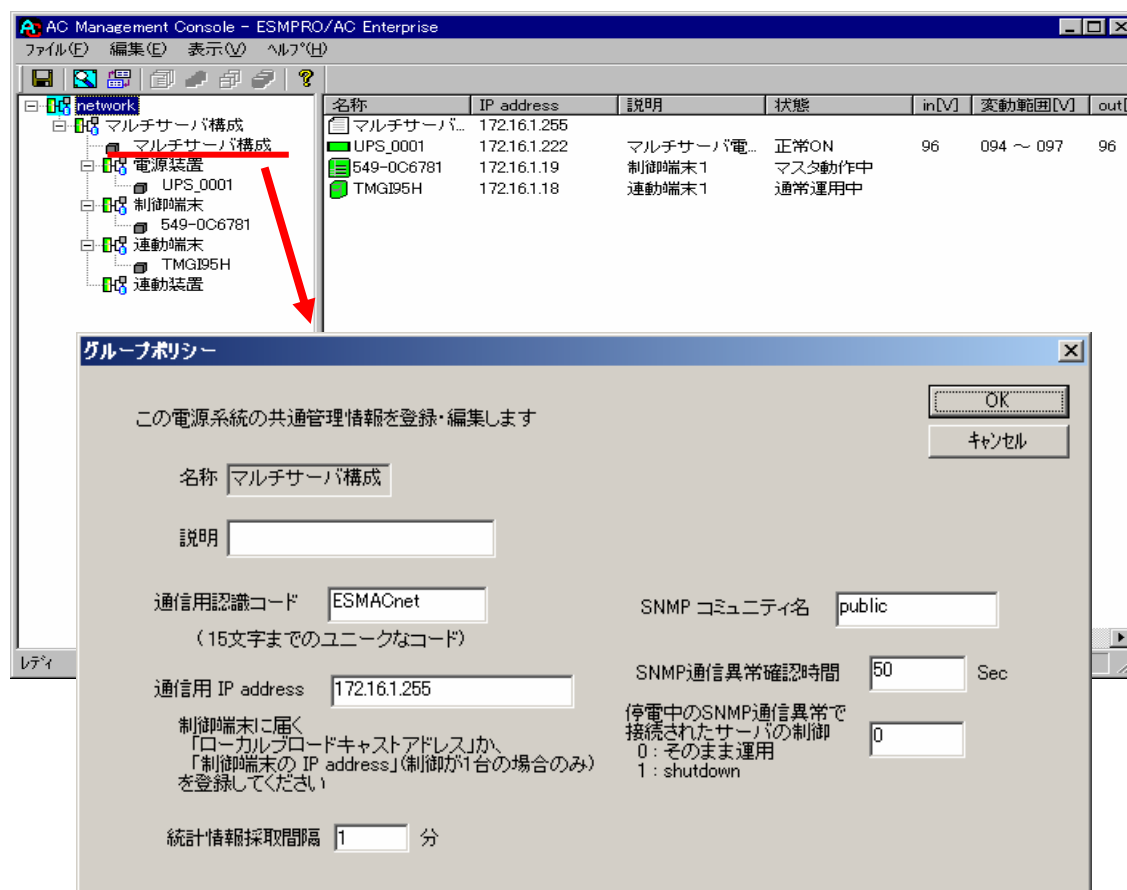 AC Management Console - ESMPRO/AC Enterprise
ファイル(F) 編集(E) 表示(V) ヘルプ(H)
名称 IP address 説明 状態 in[V] 変動範囲[V] out[
network
マルチサーバ構成
マルチサーバ構成
電源装置
UPS_0001
制御端末
549-0C6781
連動端末
TMGI95H
連動装置
マルチサーバ... 172.16.1.255
UPS_0001 172.16.1.222 マルチサーバ電... 正常ON 96 094 ~ 097 96
549-0C6781 172.16.1.19 制御端末1 マスタ動作中
TMGI95H 172.16.1.18 連動端末1 通常運用中
レディ
グループポリシー
この電源系統の共通管理情報を登録・編集します
OK
キャンセル
名称 マルチサーバ構成
説明
通信用認識コード ESMACnet
(15文字までのユニークなコード)
通信用 IP address 172.16.1.255
制御端末に届く
「ローカルブロードキャストアドレス」か、
「制御端末の IP address」(制御が1台の場合のみ)
を登録してください
統計情報採取間隔 1 分
SNMP コミュニティ名 public
SNMP通信異常確認時間 50 Sec
停電中のSNMP通信異常で
接続されたサーバの制御 0
0 : そのまま運用
1 : shutdown